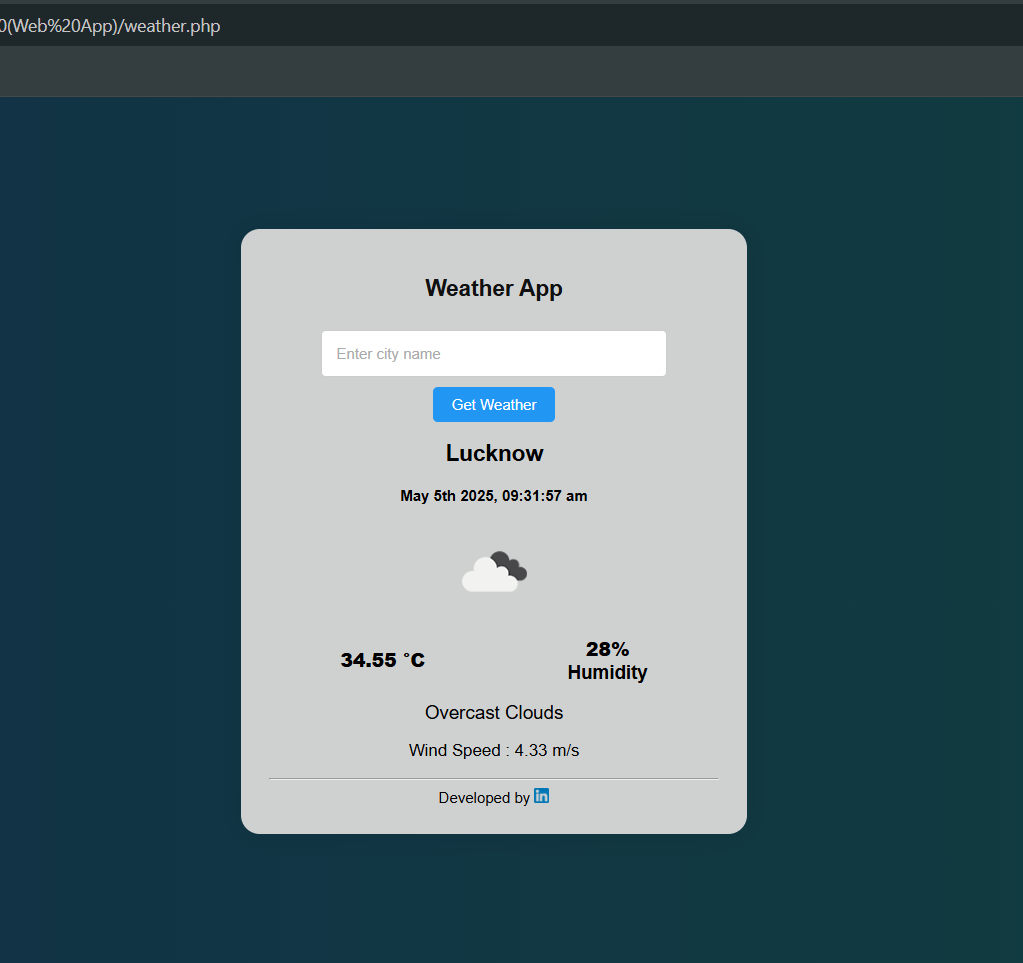 0(Web%20App)/weather.php
Weather App
Enter city name
Get Weather
Lucknow
May 5th 2025, 09:31:57 am
34.55 °C
28%
Humidity
Overcast Clouds
Wind Speed : 4.33 m/s
Developed by in